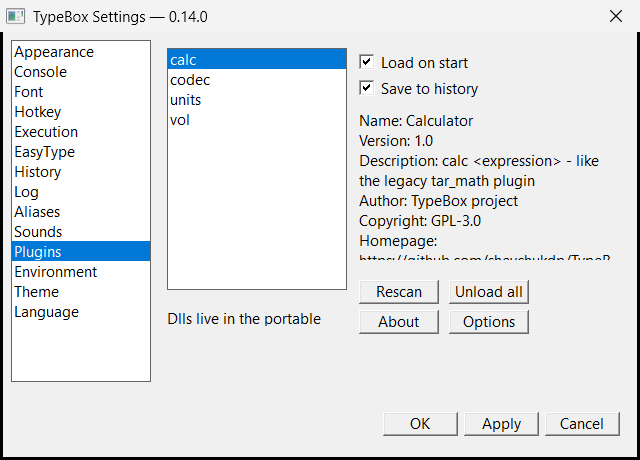 TypeBox Settings — 0.14.0
Appearance
Console
Font
Hotkey
Execution
EasyType
History
Log
Aliases
Sounds
Plugins
Environment
Theme
Language
calc
codec
units
vol
Dlls live in the portable
Load on start
Save to history
Name: Calculator
Version: 1.0
Description: calc <expression> - like
the legacy tar_math plugin
Author: TypeBox project
Copyright: GPL-3.0
Homepage:
Rescan
Unload all
About
Options
OK
Apply
Cancel